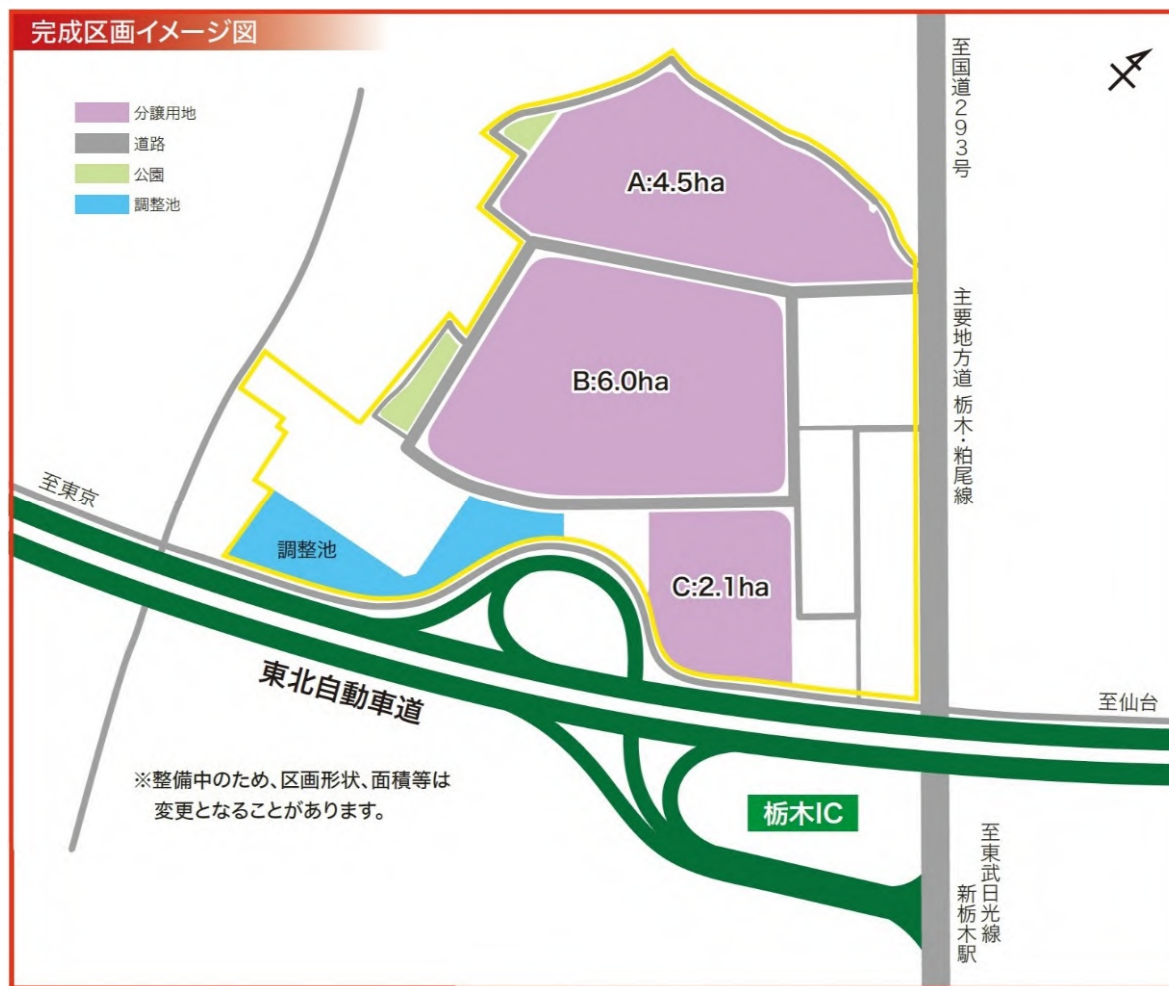 完成区画イメージ図
分譲用地
道路
公園
調整池
至国道293号
A:4.5ha
主要地方道 栃木・粕尾線
B:6.0ha
至東京
調整池
C:2.1ha
東北自動車道
至仙台
※整備中のため、区画形状、面積等は
変更となることがあります。
栃木IC
至東武日光線
新栃木駅